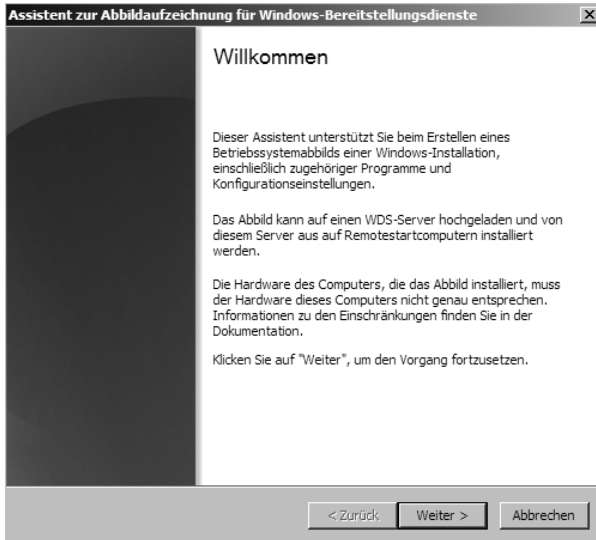 Assistent zur Abbildaufzeichnung für Windows-Bereitstellungsdienste
Willkommen
Dieser Assistent unterstützt Sie beim Erstellen eines
Betriebssystemabbilds einer Windows-Installation,
einschließlich zugehöriger Programme und
Konfigurationseinstellungen.
Das Abbild kann auf einen WDS-Server hochgeladen und von
diesem Server aus auf Remotestartcomputern installiert
werden.
Die Hardware des Computers, die das Abbild installiert, muss
der Hardware dieses Computers nicht genau entsprechen.
Informationen zu den Einschränkungen finden Sie in der
Dokumentation.
Klicken Sie auf "Weiter", um den Vorgang fortzusetzen.
< Zurück Weiter > Abbrechen